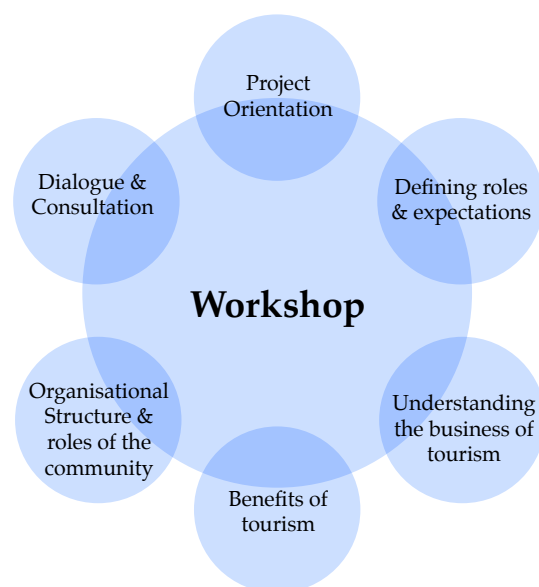 Project
Orientation
Defining roles
& expectations
Understanding
the business of
tourism
Benefits of
tourism
Organisational
Structure &
roles of the
community
Dialogue &
Consultation
Workshop